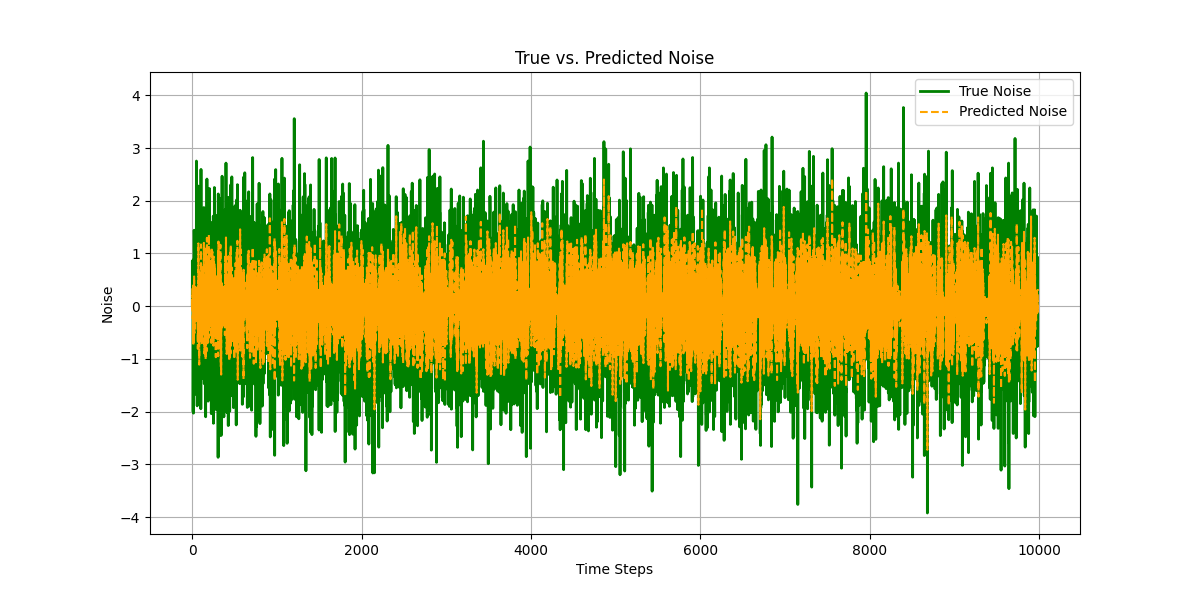 True vs. Predicted Noise
True Noise
Predicted Noise
4
3
2
1
0
−1
−2
−3
−4
Noise
0 2000 4000 6000 8000 10000
Time Steps